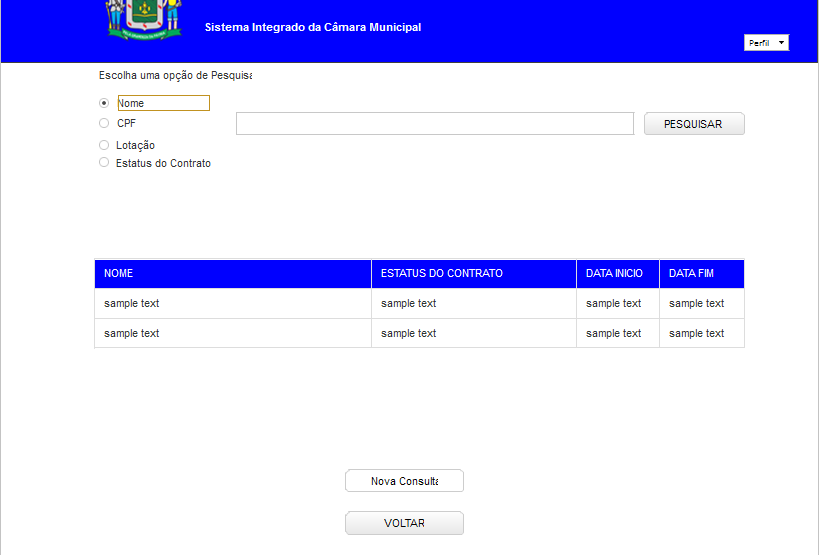 Sistema Integrado da Câmara Municipal
Perfil
Escolha uma opção de Pesquisa
Nome
CPF
PESQUISAR
Lotação
Estatus do Contrato
NOME ESTATUS DO CONTRATO DATA INICIO DATA FIM
sample text sample text sample text sample text
sample text sample text sample text sample text
Nova Consulta
VOLTAR